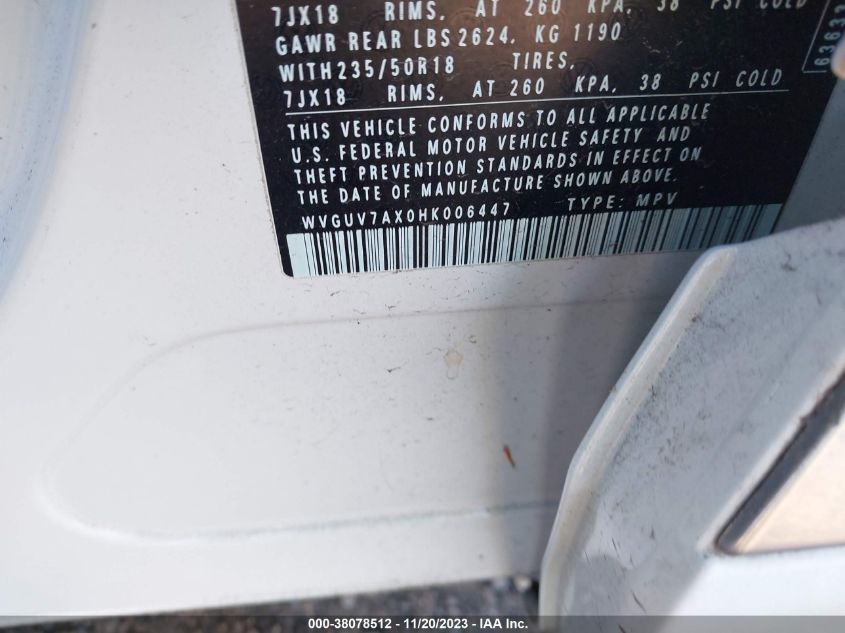 7JX18 RIMS, AT 260 KPA, 38 PSI COLD
GAWR REAR LBS 2624, KG 1190
WITH 235/50R18 TIRES,
7JX18 RIMS, AT 260 KPA, 38 PSI COLD
THIS VEHICLE CONFORMS TO ALL APPLICABLE
U.S. FEDERAL MOTOR VEHICLE SAFETY AND
THEFT PREVENTION STANDARDS IN EFFECT ON
THE DATE OF MANUFACTURE SHOWN ABOVE.
WVGUV7AX0HK006447 TYPE: MPV
000-38078512 - 11/20/2023 - IAA Inc.